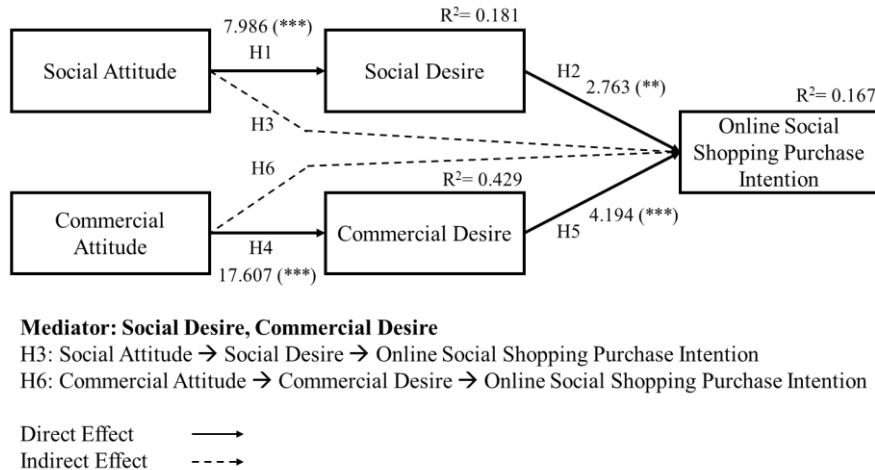 R²= 0.181
7.986 (***)
H1
Social Attitude
Social Desire
H2
2.763 (**)
R²= 0.167
H3
Online Social
Shopping Purchase
Intention
H6
R²= 0.429
Commercial
Attitude
Commercial Desire
4.194 (***)
H5
H4
17.607 (***)
Mediator: Social Desire, Commercial Desire
H3: Social Attitude → Social Desire → Online Social Shopping Purchase Intention
H6: Commercial Attitude → Commercial Desire → Online Social Shopping Purchase Intention
Direct Effect
Indirect Effect